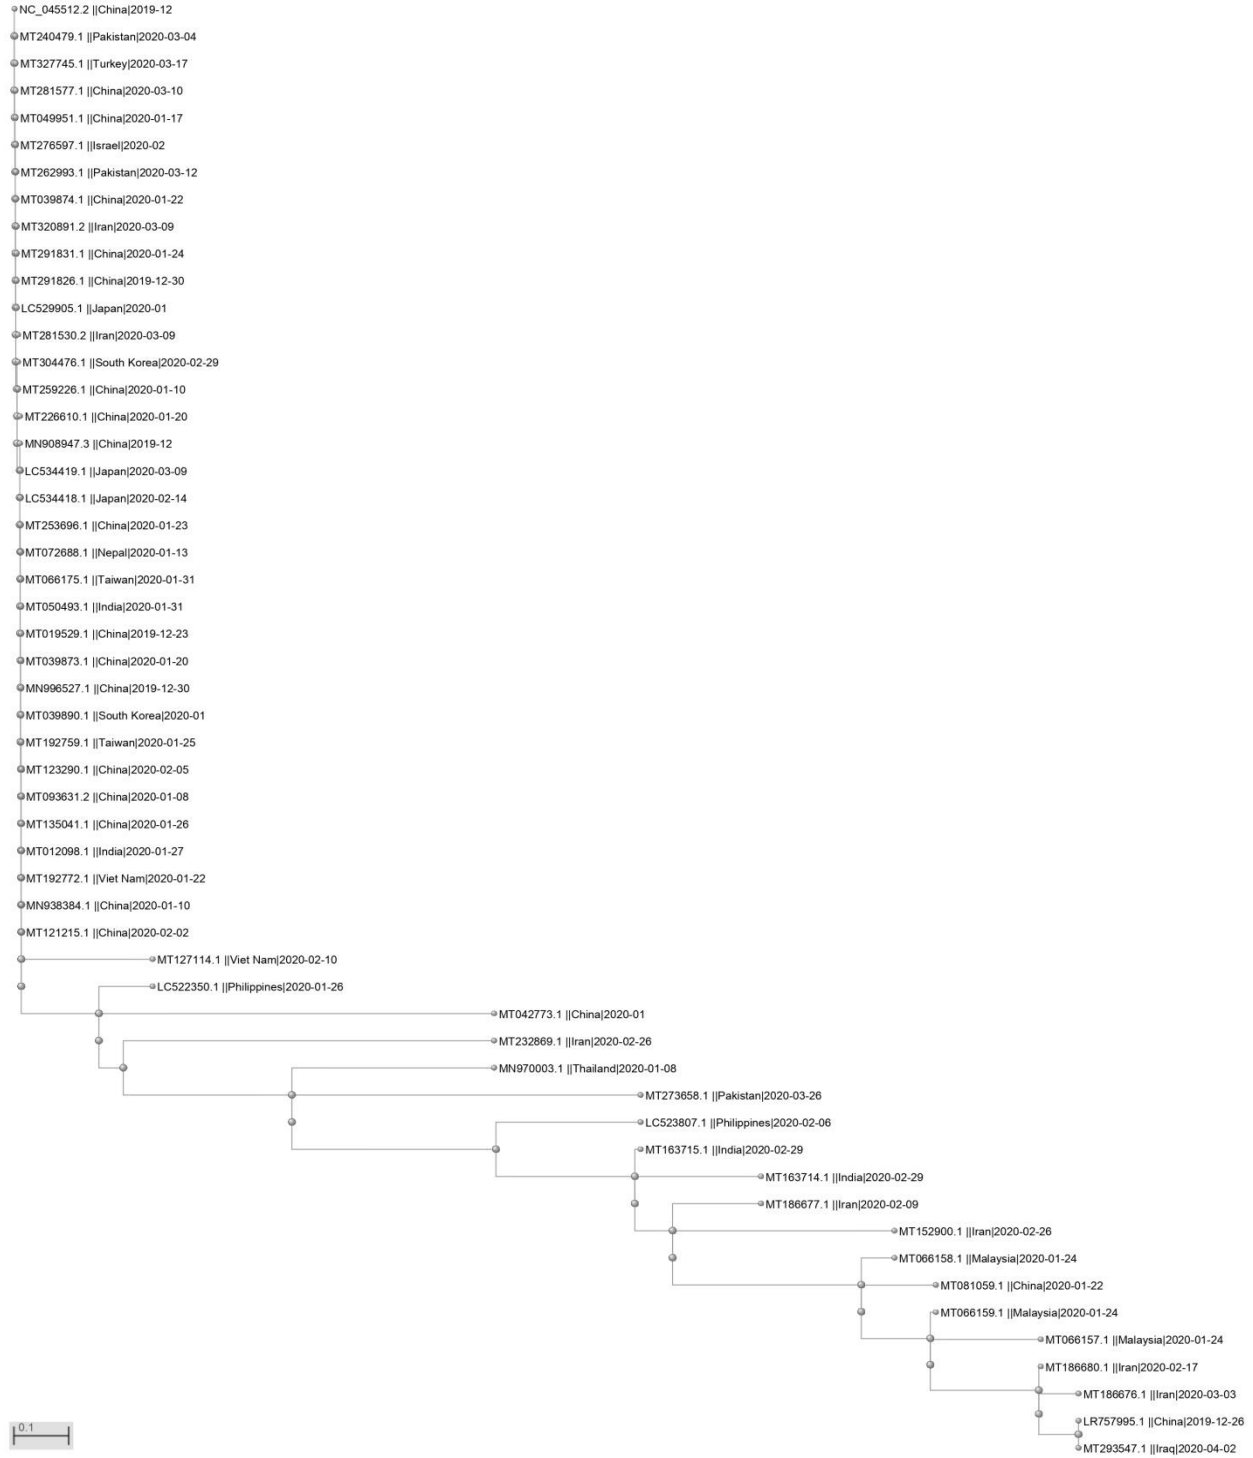 NC_045512.2 ||China|2019-12
MT240479.1 ||Pakistan|2020-03-04
MT327745.1 ||Turkey|2020-03-17
MT281577.1 ||China|2020-03-10
MT049951.1 ||China|2020-01-17
MT276597.1 ||Israel|2020-02
MT262993.1 ||Pakistan|2020-03-12
MT039874.1 ||China|2020-01-22
MT320891.2 ||Iran|2020-03-09
MT291831.1 ||China|2020-01-24
MT291826.1 ||China|2019-12-30
LC529905.1 ||Japan|2020-01
MT281530.2 ||Iran|2020-03-09
MT304476.1 ||South Korea|2020-02-29
MT259226.1 ||China|2020-01-10
MT226610.1 ||China|2020-01-20
MN908947.3 ||China|2019-12
LC534419.1 ||Japan|2020-03-09
LC534418.1 ||Japan|2020-02-14
MT253696.1 ||China|2020-01-23
MT072688.1 ||Nepal|2020-01-13
MT066175.1 ||Taiwan|2020-01-31
MT050493.1 ||India|2020-01-31
MT019529.1 ||China|2019-12-23
MT039873.1 ||China|2020-01-20
MN996527.1 ||China|2019-12-30
MT039890.1 ||South Korea|2020-01
MT192759.1 ||Taiwan|2020-01-25
MT123290.1 ||China|2020-02-05
MT093631.2 ||China|2020-01-08
MT135041.1 ||China|2020-01-26
MT012098.1 ||India|2020-01-27
MT192772.1 ||Viet Nam|2020-01-22
MN938384.1 ||China|2020-01-10
MT121215.1 ||China|2020-02-02
MT127114.1 ||Viet Nam|2020-02-10
LC522350.1 ||Philippines|2020-01-26
MT042773.1 ||China|2020-01
MT232869.1 ||Iran|2020-02-26
MN970003.1 ||Thailand|2020-01-08
MT273658.1 ||Pakistan|2020-03-26
LC523807.1 ||Philippines|2020-02-06
MT163715.1 ||India|2020-02-29
MT163714.1 ||India|2020-02-29
MT186677.1 ||Iran|2020-02-09
MT152900.1 ||Iran|2020-02-26
MT066158.1 ||Malaysia|2020-01-24
MT081059.1 ||China|2020-01-22
MT066159.1 ||Malaysia|2020-01-24
MT066157.1 ||Malaysia|2020-01-24
MT186680.1 ||Iran|2020-02-17
MT186676.1 ||Iran|2020-03-03
LR757995.1 ||China|2019-12-26
MT293547.1 ||Iraq|2020-04-02
0.1